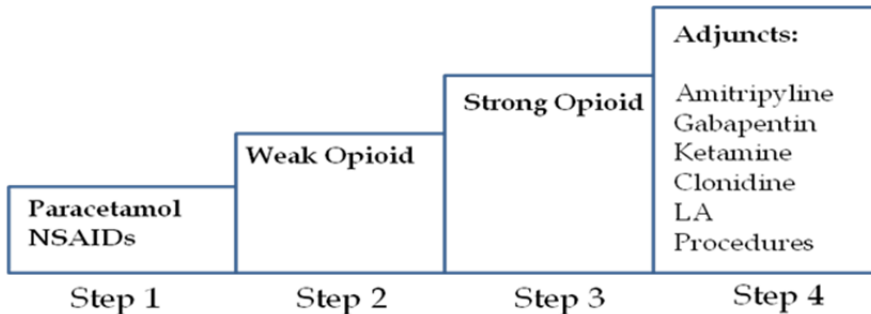 Paracetamol
NSAIDs
Step 1
Weak Opioid
Step 2
Strong Opioid
Step 3
Adjuncts:
Amitripyline
Gabapentin
Ketamine
Clonidine
LA
Procedures
Step 4